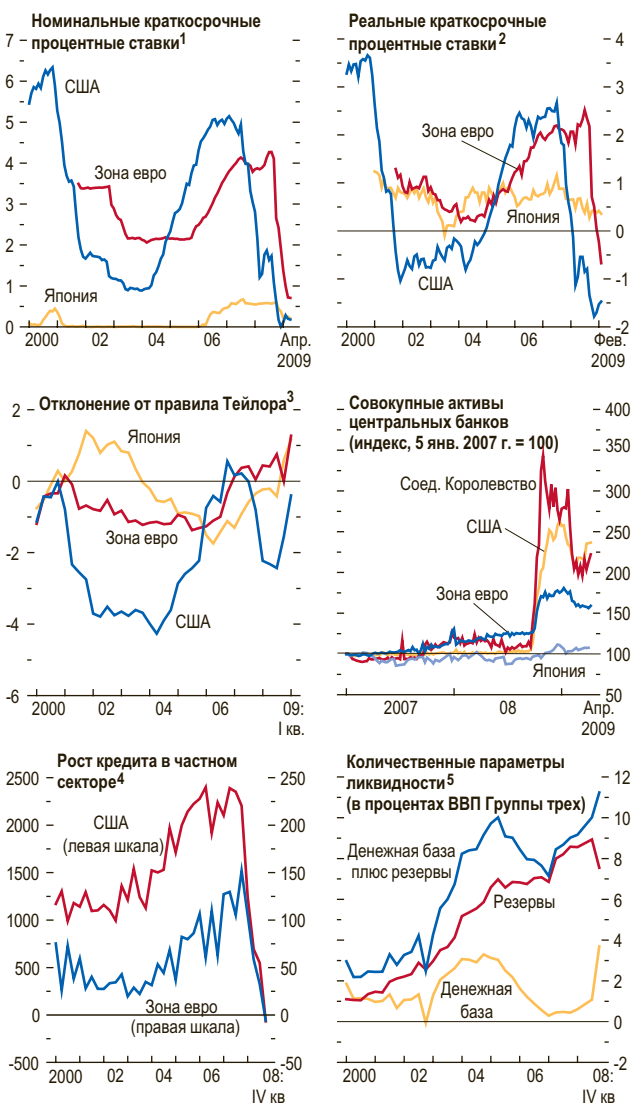 Номинальные краткосрочные
процентные ставки1
7
6
5
4
3
2
1
0
США
Зона евро
Япония
2000 02 04 06 Апр.
2009
Реальные краткосрочные
процентные ставки2
4
3
2
1
0
-1
-2
Зона евро
Япония
США
2000 02 04 06 Фев.
2009
Отклонение от правила Тейлора3
2
0
-2
-4
-6
Япония
Зона евро
США
2000 02 04 06 09:
I кв.
Совокупные активы
центральных банков
(индекс, 5 янв. 2007 г. = 100)
400
350
300
250
200
150
100
50
Соед. Королевство
США
Зона евро
Япония
2007 08 Апр.
2009
Рост кредита в частном
секторе4
2500
2000
1500
1000
500
0
-500
250
200
150
100
50
0
-50
США
(левая шкала)
Зона евро
(правая шкала)
2000 02 04 06 08:
IV кв
Количественные параметры
ликвидности5
(в процентах ВВП Группы трех)
12
10
8
6
4
2
0
-2
Денежная база
плюс резервы
Резервы
Денежная
база
2000 02 04 06 08:
IV кв